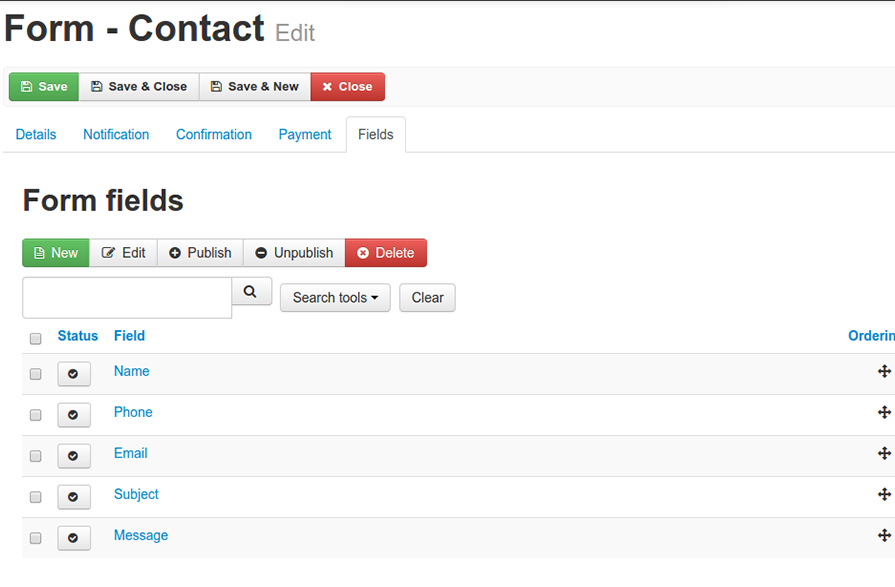 Form - Contact Edit
Save Save & Close Save & New Close
Details Notification Confirmation Payment Fields
Form fields
New Edit Publish Unpublish Delete
Search tools Clear
Status Field Orderin
Name
Phone
Email
Subject
Message